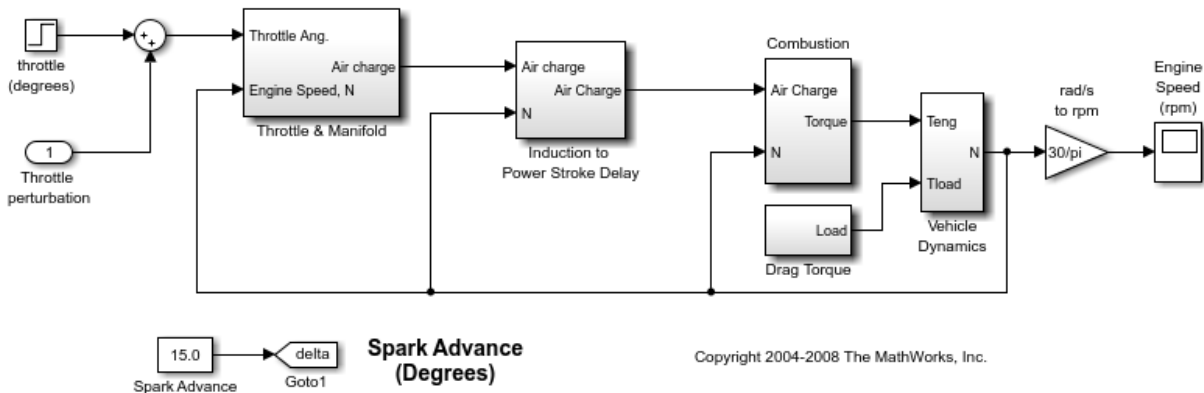 throttle
(degrees)
+
+
1
Throttle
perturbation
Throttle Ang.
Air charge
Engine Speed, N
Throttle & Manifold
Air charge
Air Charge
N
Induction to
Power Stroke Delay
Combustion
Air Charge
Torque
N
Load
Drag Torque
Teng
N
Tload
Vehicle
Dynamics
rad/s
to rpm
30/pi
Engine
Speed
(rpm)
15.0
Spark Advance
delta
Goto1
Spark Advance
(Degrees)
Copyright 2004-2008 The MathWorks, Inc.